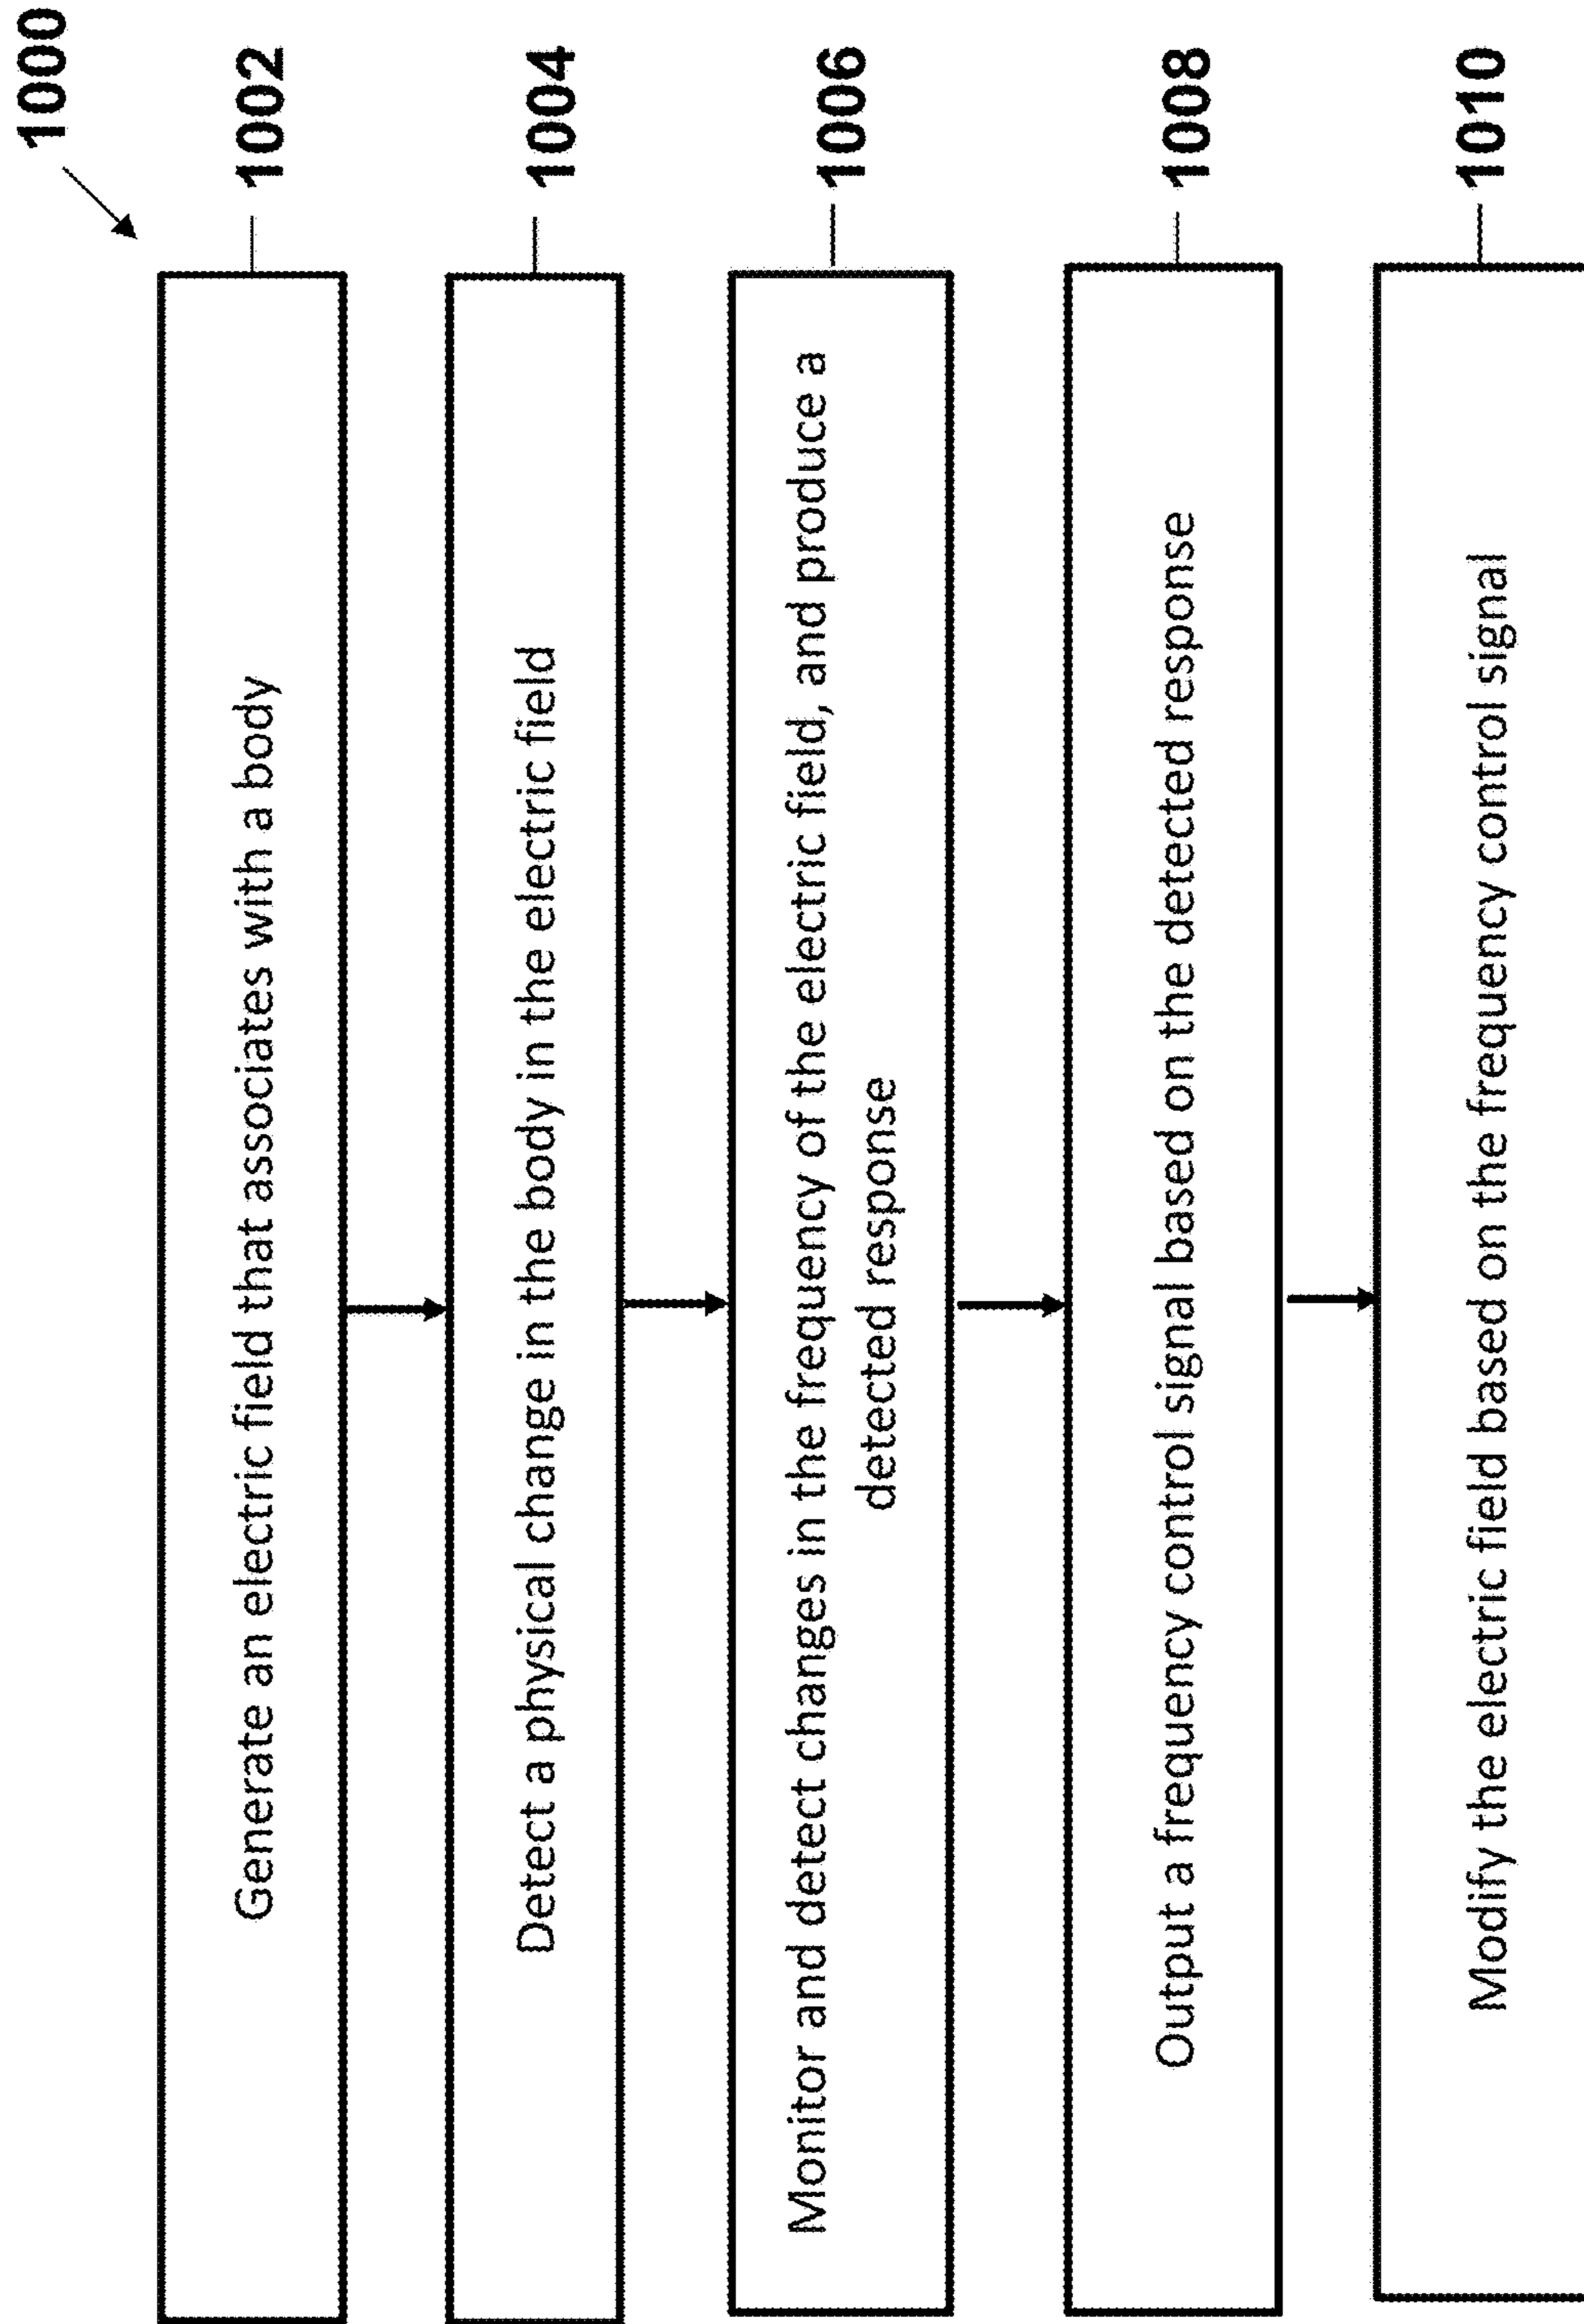 1000
Generate an electric field that associates with a body
1002
Detect a physical change in the body in the electric field
1004
Monitor and detect changes in the frequency of the electric field, and produce a
detected response
1006
Output a frequency control signal based on the detected response
1008
Modify the electric field based on the frequency control signal
1010